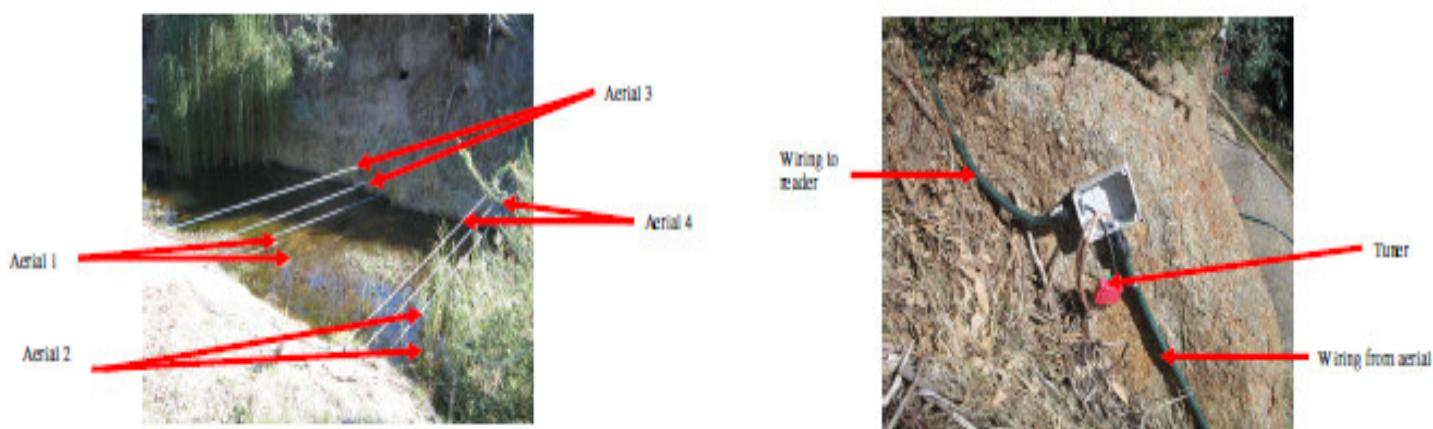 Aerial 3
Aerial 4
Aerial 1
Aerial 2
Wiring to
reader
Tuner
Wiring from aerial